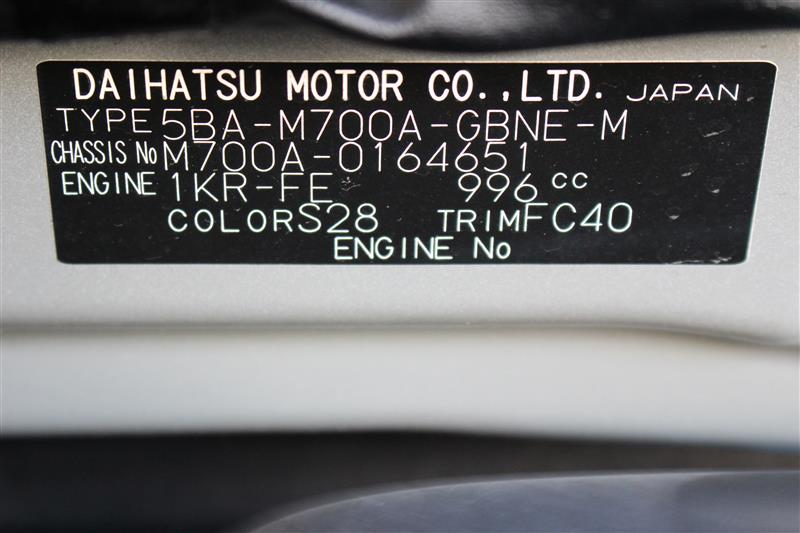 DAIHATSU MOTOR CO.,LTD. JAPAN
TYPE 5BA-M700A-GBNE-M
CHASSIS No M700A-0164651
ENGINE 1KR-FE 996 cc
COLOR S28 TRIM FC40
ENGINE No